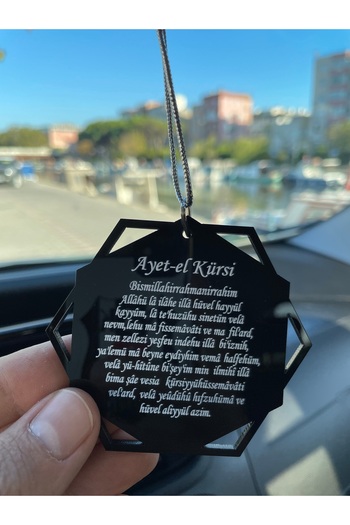 Ayet-el Kürsi
Bismillahirrahmanirrahim
Allâhü lâ ilâhe illâ hüvel hayyül
kayyûm, lâ te'huzühu sinetün velâ
nevm,lehu mâ fissemâvâti ve ma fil'ard,
men zellezi yeşfeu indehu illâ bi'iznih,
ya'lemü mâ beyne eydiyhim vemâ halfehüm,
velâ yü-hîtûne bi'şey'im min ilmihî illâ
bima şâe vesia kürsiyyühüssemâvâti
vel'ard, velâ yeûdühü hıfzuhümâ ve
hüvel aliyyül azim.